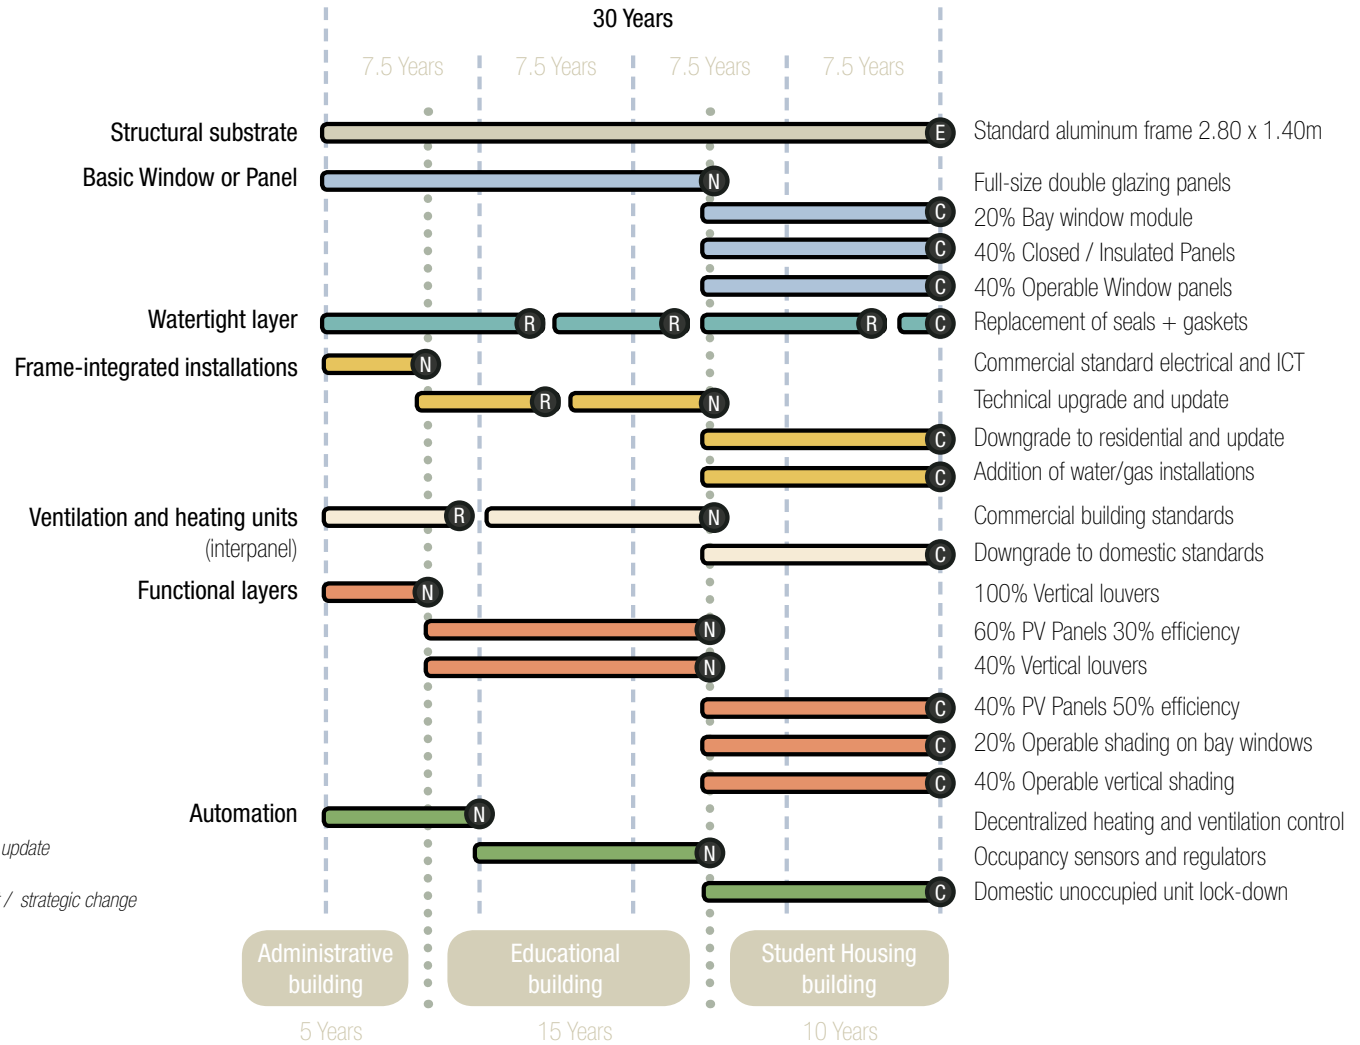 30 Years
7.5 Years 7.5 Years 7.5 Years 7.5 Years
Structural substrate E Standard aluminum frame 2.80 x 1.40m
Basic Window or Panel N Full-size double glazing panels
C 20% Bay window module
C 40% Closed / Insulated Panels
C 40% Operable Window panels
Watertight layer R R R C Replacement of seals + gaskets
Frame-integrated installations N Commercial standard electrical and ICT
R N Technical upgrade and update
C Downgrade to residential and update
C Addition of water/gas installations
Ventilation and heating units R N Commercial building standards
(interpanel) C Downgrade to domestic standards
Functional layers N 100% Vertical louvers
N 60% PV Panels 30% efficiency
N 40% Vertical louvers
C 40% PV Panels 50% efficiency
C 20% Operable shading on bay windows
C 40% Operable vertical shading
Automation N Decentralized heating and ventilation control
update N Occupancy sensors and regulators
/ strategic change C Domestic unoccupied unit lock-down
Administrative
building
Educational
building
Student Housing
building
5 Years 15 Years 10 Years